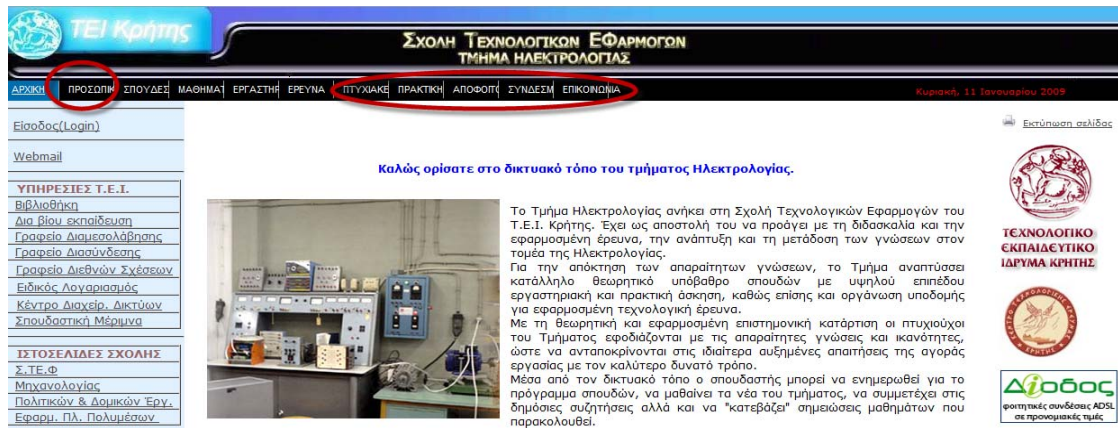 ΤΕΙ Κρήτης
ΣΧΟΛΗ ΤΕΧΝΟΛΟΓΙΚΩΝ ΕΦΑΡΜΟΓΩΝ
ΤΜΗΜΑ ΗΛΕΚΤΡΟΛΟΓΙΑΣ
ΑΡΧΙΚΗ ΠΡΟΣΩΠΙΚ ΣΠΟΥΔΕΣ ΜΑΘΗΜΑΤ ΕΡΓΑΣΤΗΡ ΕΡΕΥΝΑ ΠΤΥΧΙΑΚΕ ΠΡΑΚΤΙΚΗ ΑΠΟΦΟΙΤΟ ΣΥΝΔΕΣΜ ΕΠΙΚΟΙΝΩΝΙΑ
Κυριακή, 11 Ιανουαρίου 2009
Είσοδος(Login)
Webmail
ΥΠΗΡΕΣΙΕΣ Τ.Ε.Ι.
Βιβλιοθήκη
Δια βίου εκπαίδευση
Γραφείο Διαμεσολάβησης
Γραφείο Διασύνδεσης
Γραφείο Διεθνών Σχέσεων
Ειδικός Λογαριασμός
Κέντρο Διαχείρ. Δικτύων
Σπουδαστική Μέριμνα
ΙΣΤΟΣΕΛΙΔΕΣ ΣΧΟΛΗΣ
Σ.ΤΕ.Φ
Μηχανολογίας
Πολιτικών & Δομικών Έργ.
Εφαρμ. Πλ. Πολυμέσων
Καλώς ορίσατε στο δικτυακό τόπο του τμήματος Ηλεκτρολογίας.
Το Τμήμα Ηλεκτρολογίας ανήκει στη Σχολή Τεχνολογικών Εφαρμογών του
Τ.Ε.Ι. Κρήτης. Έχει ως αποστολή του να προάγει με τη διδασκαλία και την
εφαρμοσμένη έρευνα, την ανάπτυξη και τη μετάδοση των γνώσεων στον
τομέα της Ηλεκτρολογίας.
Για την απόκτηση των απαραίτητων γνώσεων, το Τμήμα αναπτύσσει
κατάλληλο θεωρητικό υπόβαθρο σπουδών με υψηλού επιπέδου
εργαστηριακή και πρακτική άσκηση, καθώς επίσης και οργάνωση υποδομής
για εφαρμοσμένη τεχνολογική έρευνα.
Με τη θεωρητική και εφαρμοσμένη επιστημονική κατάρτιση οι πτυχιούχοι
του Τμήματος εφοδιάζονται με τις απαραίτητες γνώσεις και ικανότητες,
ώστε να ανταποκρίνονται στις ιδιαίτερα αυξημένες απαιτήσεις της αγοράς
εργασίας με τον καλύτερο δυνατό τρόπο.
Μέσα από τον δικτυακό τόπο ο σπουδαστής μπορεί να ενημερωθεί για το
πρόγραμμα σπουδών, να μαθαίνει τα νέα του τμήματος, να συμμετέχει στις
δημόσιες συζητήσεις αλλά και να "κατεβάζει" σημειώσεις μαθημάτων που
παρακολουθεί.
Εκτύπωση σελίδας
ΤΕΧΝΟΛΟΓΙΚΟ
ΕΚΠΑΙΔΕΥΤΙΚΟ
ΙΔΡΥΜΑ ΚΡΗΤΗΣ
Δίοδος
φοιτητικές συνδέσεις ADSL
σε προνομιακές τιμές